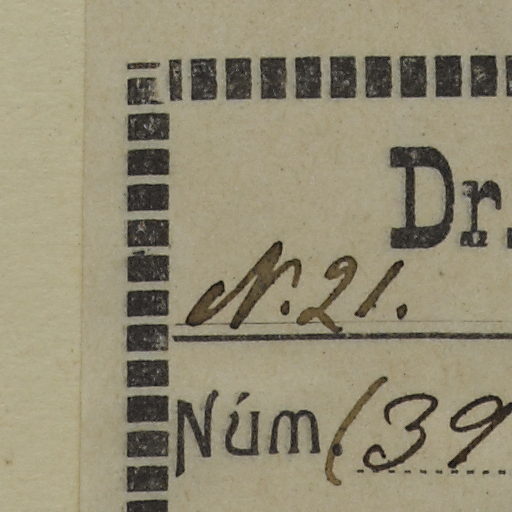 Dr.
N. 21.
Núm. (39